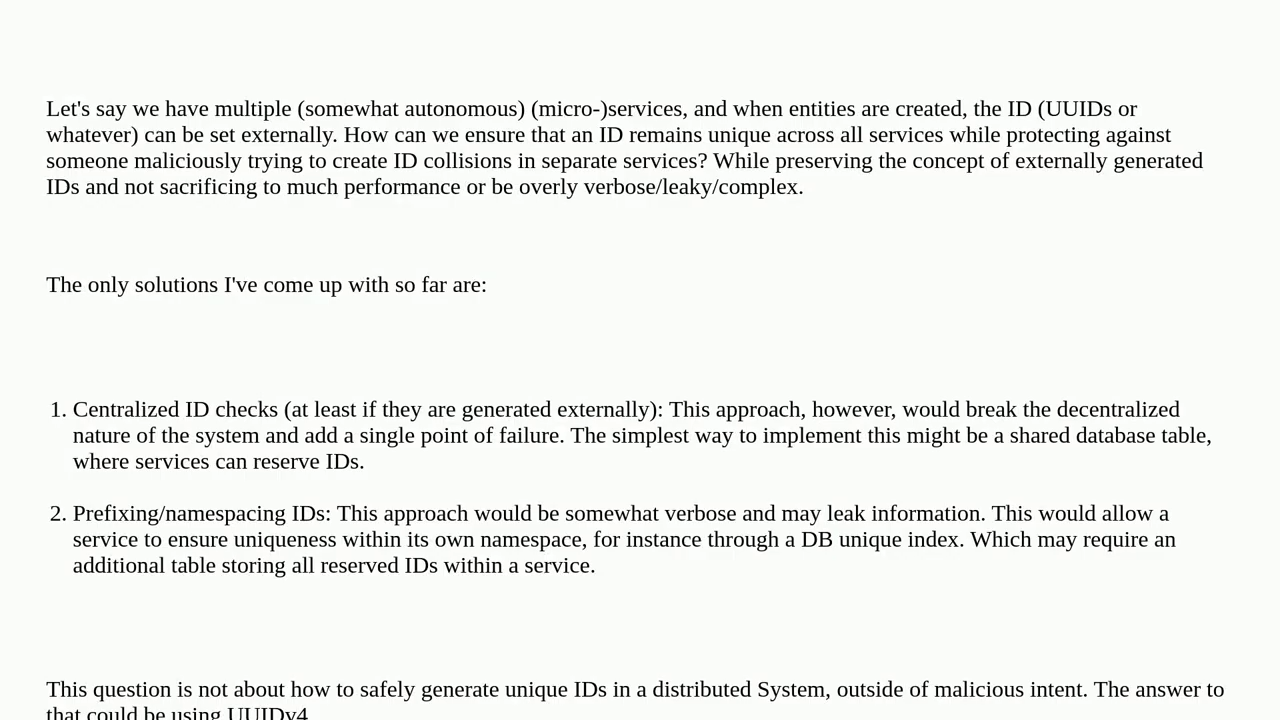 Let's say we have multiple (somewhat autonomous) (micro-)services, and when entities are created, the ID (UUIDs or
whatever) can be set externally. How can we ensure that an ID remains unique across all services while protecting against
someone maliciously trying to create ID collisions in separate services? While preserving the concept of externally generated
IDs and not sacrificing to much performance or be overly verbose/leaky/complex.
The only solutions I've come up with so far are:
1. Centralized ID checks (at least if they are generated externally): This approach, however, would break the decentralized
nature of the system and add a single point of failure. The simplest way to implement this might be a shared database table,
where services can reserve IDs.
2. Prefixing/namespacing IDs: This approach would be somewhat verbose and may leak information. This would allow a
service to ensure uniqueness within its own namespace, for instance through a DB unique index. Which may require an
additional table storing all reserved IDs within a service.
This question is not about how to safely generate unique IDs in a distributed System, outside of malicious intent. The answer to
that could be using UUIDv4